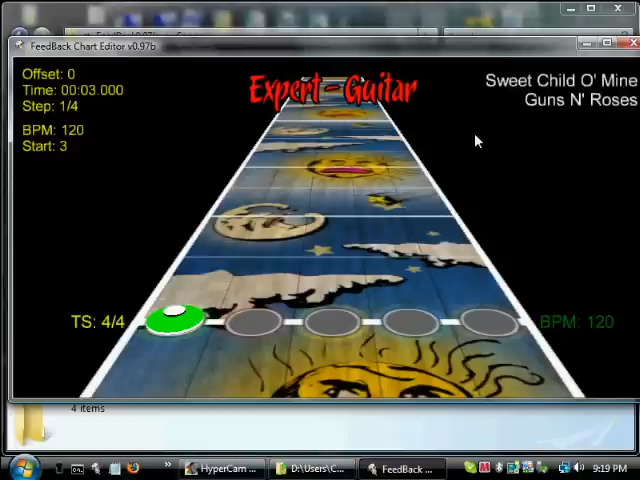 FeedBack Chart Editor v0.97b
Offset: 0
Time: 00:03.000
Step: 1/4
BPM: 120
Start: 3
Expert - Guitar
Sweet Child O' Mine
Guns N' Roses
TS: 4/4
BPM: 120
4 items
HyperCam ...
D:\Users\C...
FeedBack ...
9:19 PM